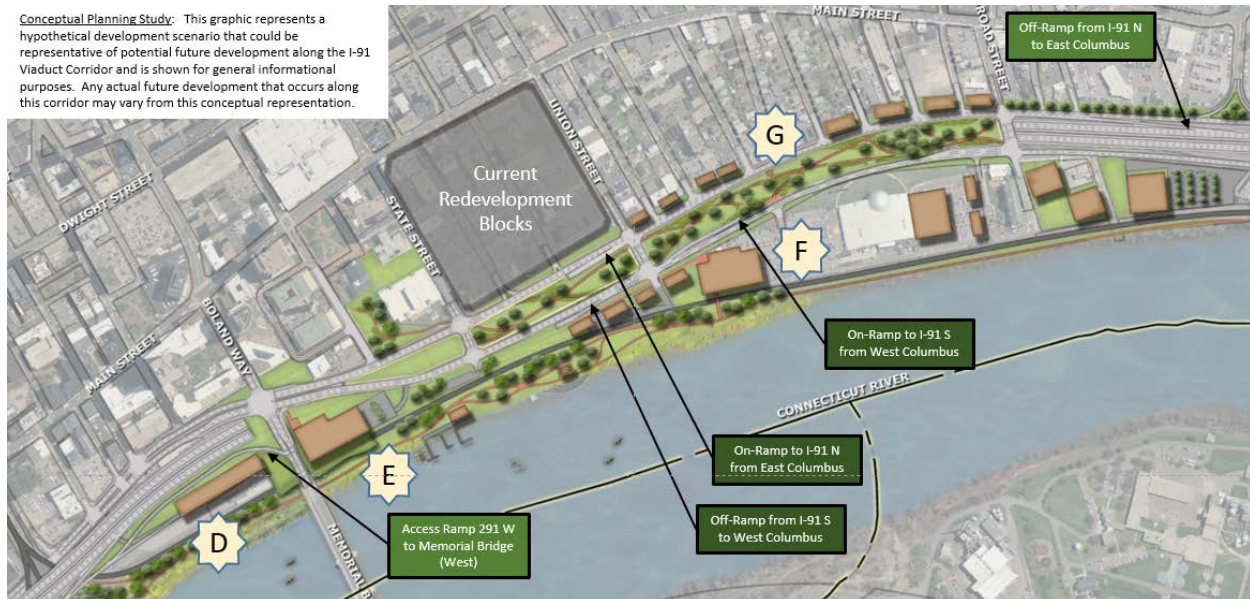 Conceptual Planning Study: This graphic represents a
hypothetical development scenario that could be
representative of potential future development along the I-91
Viaduct Corridor and is shown for general informational
purposes. Any actual future development that occurs along
this corridor may vary from this conceptual representation.
MAIN STREET
ROAD STREET
Off-Ramp from I-91 N
to East Columbus
UNION STREET
G
Current
Redevelopment
Blocks
DWIGHT STREET
STATE STREET
F
BOLAND WAY
MAIN STREET
On-Ramp to I-91 S
from West Columbus
CONNECTICUT RIVER
On-Ramp to I-91 N
from East Columbus
E
Off-Ramp from I-91 S
to West Columbus
D
Access Ramp 291 W
to Memorial Bridge
(West)
MEMORIAL B